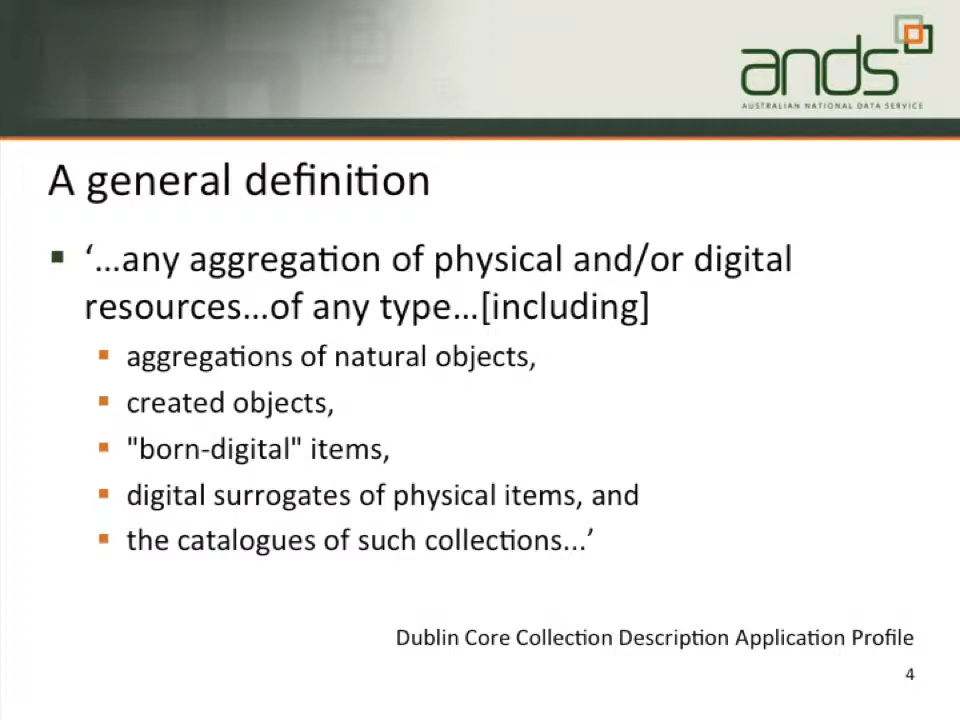 ands
AUSTRALIAN NATIONAL DATA SERVICE
A general definition
‘...any aggregation of physical and/or digital
resources...of any type...[including]
aggregations of natural objects,
created objects,
"born-digital" items,
digital surrogates of physical items, and
the catalogues of such collections...’
Dublin Core Collection Description Application Profile
4